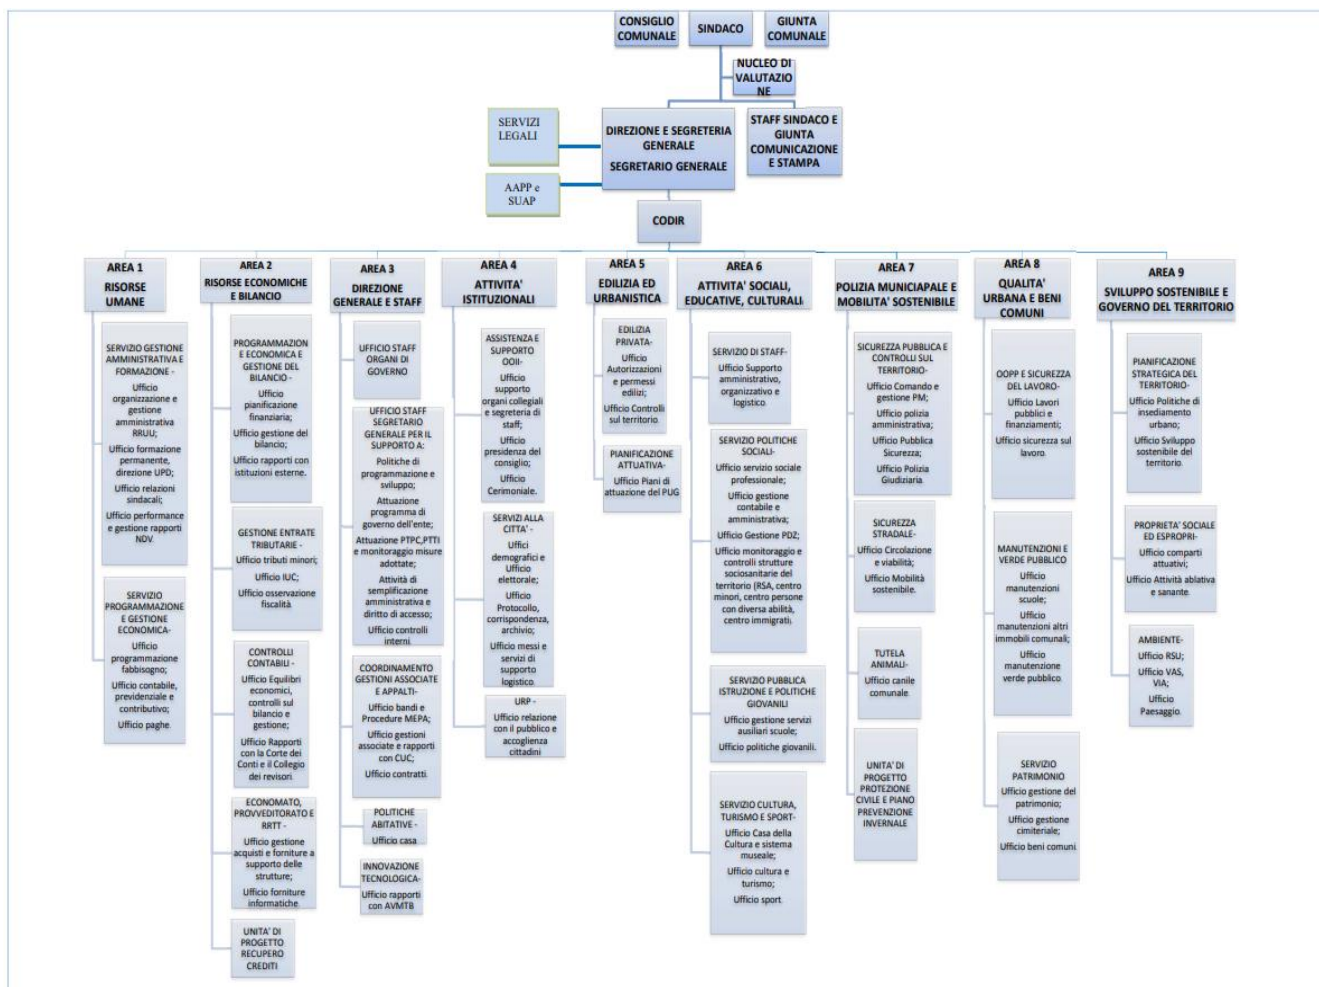 CONSIGLIO
COMUNALE
SINDACO
GIUNTA
COMUNALE
NUCLEO DI
VALUTAZIO
NE
SERVIZI
LEGALI
DIREZIONE E SEGRETERIA
GENERALE
SEGRETARIO GENERALE
STAFF SINDACO E
GIUNTA
COMUNICAZIONE
E STAMPA
AAPP e
SUAP
CODIR
AREA 1
RISORSE
UMANE
SERVIZIO GESTIONE
AMMINISTRATIVA E
FORMAZIONE -
Ufficio
organizzazione e
gestione
amministrativa
RRUU;
Ufficio formazione
permanente,
direzione UPD;
Ufficio relazioni
sindacali;
Ufficio performance
e gestione rapporti
NDV.
SERVIZIO
PROGRAMMAZIONE
E GESTIONE
ECONOMICA-
Ufficio
programmazione
fabbisogno;
Ufficio contabile,
previdenziale e
contributivo;
Ufficio paghe.
AREA 2
RISORSE ECONOMICHE
E BILANCIO
PROGRAMMAZION
E ECONOMICA E
GESTIONE DEL
BILANCIO -
Ufficio
pianificazione
finanziaria;
Ufficio gestione del
bilancio;
Ufficio rapporti con
istituzioni esterne.
GESTIONE ENTRATE
TRIBUTARIE -
Ufficio tributi minori;
Ufficio IUC;
Ufficio osservazione
fiscalità.
CONTROLLI
CONTABILI -
Ufficio Equilibri
economici,
controlli sul
bilancio e
gestione;
Ufficio Rapporti
con la Corte dei
Conti e il Collegio
dei revisori.
ECONOMATO,
PROVVEDITORATO E
RRTT -
Ufficio gestione
acquisti e forniture a
supporto delle
strutture;
Ufficio forniture
informatiche
UNITA' DI
PROGETTO
RECUPERO
CREDITI
AREA 3
DIREZIONE
GENERALE E STAFF
UFFICIO STAFF
ORGANI DI
GOVERNO
UFFICIO STAFF
SEGRETARIO
GENERALE PER IL
SUPPORTO A:
Politiche di
programmazione e
sviluppo;
Attuazione
programma di
governo dell'ente;
Attuazione PTPC,PTTI
e monitoraggio misure
adottate;
Attività di
semplificazione
amministrativa e
diritto di accesso;
Ufficio controlli
interni.
COORDINAMENTO
GESTIONI ASSOCIATE
E APPALTI-
Ufficio bandi e
Procedure MEPA;
Ufficio gestioni
associate e rapporti
con CUC;
Ufficio contratti.
POLITICHE
ABITATIVE -
Ufficio casa
INNOVAZIONE
TECNOLOGICA-
Ufficio rapporti
con AVMTB
AREA 4
ATTIVITA'
ISTITUZIONALI
ASSISTENZA E
SUPPORTO OOII-
Ufficio
supporto
organi collegiali
e segreteria di
staff;
Ufficio
presidenza del
consiglio;
Ufficio
Cerimoniale.
SERVIZI ALLA
CITTA' -
Uffici
demografici e
Ufficio
elettorale;
Ufficio
Protocollo,
corrispondenza,
archivio;
Ufficio messi e
servizi di
supporto
logistico.
URP -
Ufficio relazione
con il pubblico e
accoglienza
cittadini
AREA 5
EDILIZIA ED
URBANISTICA
EDILIZIA
PRIVATA-
Ufficio
Autorizzazioni
e permessi
edilizi;
Ufficio Controlli
sul territorio.
PIANIFICAZIONE
ATTUATIVA-
Ufficio Piani di
attuazione del PUG
AREA 6
ATTIVITA' SOCIALI,
EDUCATIVE, CULTURALI,
SERVIZIO DI STAFF-
Ufficio Supporto
amministrativo,
organizzativo e
logistico.
SERVIZIO POLITICHE
SOCIALI-
Ufficio servizio sociale
professionale;
Ufficio gestione
contabile e
amministrativa;
Ufficio Gestione PDZ;
Ufficio monitoraggio e
controlli strutture
sociosanitarie del
territorio (RSA, centro
minori, centro persone
con diversa abilità,
centro immigrati).
SERVIZIO PUBBLICA
ISTRUZIONE E POLITICHE
GIOVANILI
Ufficio gestione servizi
ausiliari scuole;
Ufficio politiche giovanili.
SERVIZIO CULTURA,
TURISMO E SPORT-
Ufficio Casa della
Cultura e sistema
museale;
Ufficio cultura e
turismo;
Ufficio sport
AREA 7
POLIZIA MUNICIAPALE E
MOBILITA' SOSTENIBILE
SICUREZZA PUBBLICA E
CONTROLLI SUL
TERRITORIO-
Ufficio Comando e
gestione PM;
Ufficio polizia
amministrativa;
Ufficio Pubblica
Sicurezza;
Ufficio Polizia
Giudiziaria.
SICUREZZA
STRADALE-
Ufficio Circolazione
e viabilità;
Ufficio Mobilità
sostenibile.
TUTELA
ANIMALI-
Ufficio canile
comunale.
UNITA' DI
PROGETTO
PROTEZIONE
CIVILE E PIANO
PREVENZIONE
INVERNALE
AREA 8
QUALITA'
URBANA E BENI
COMUNI
OOPP E SICUREZZA
DEL LAVORO-
Ufficio Lavori
pubblici e
finanziamenti;
Ufficio sicurezza sul
lavoro.
MANUTENZIONI E
VERDE PUBBLICO
Ufficio
manutenzioni
scuole;
Ufficio
manutenzioni altri
immobili comunali;
Ufficio
manutenzione
verde pubblico.
SERVIZIO
PATRIMONIO
Ufficio gestione del
patrimonio;
Ufficio gestione
cimiteriale;
Ufficio beni comuni.
AREA 9
SVILUPPO SOSTENIBILE E
GOVERNO DEL TERRITORIO
PIANIFICAZIONE
STRATEGICA DEL
TERRITORIO-
Ufficio Politiche di
insediamento
urbano;
Ufficio Sviluppo
sostenibile del
territorio.
PROPRIETA' SOCIALE
ED ESPROPRI-
Ufficio comparti
attuativi;
Ufficio Attività ablativa
e sanante.
AMBIENTE-
Ufficio RSU;
Ufficio VAS,
VIA;
Ufficio
Paesaggio.